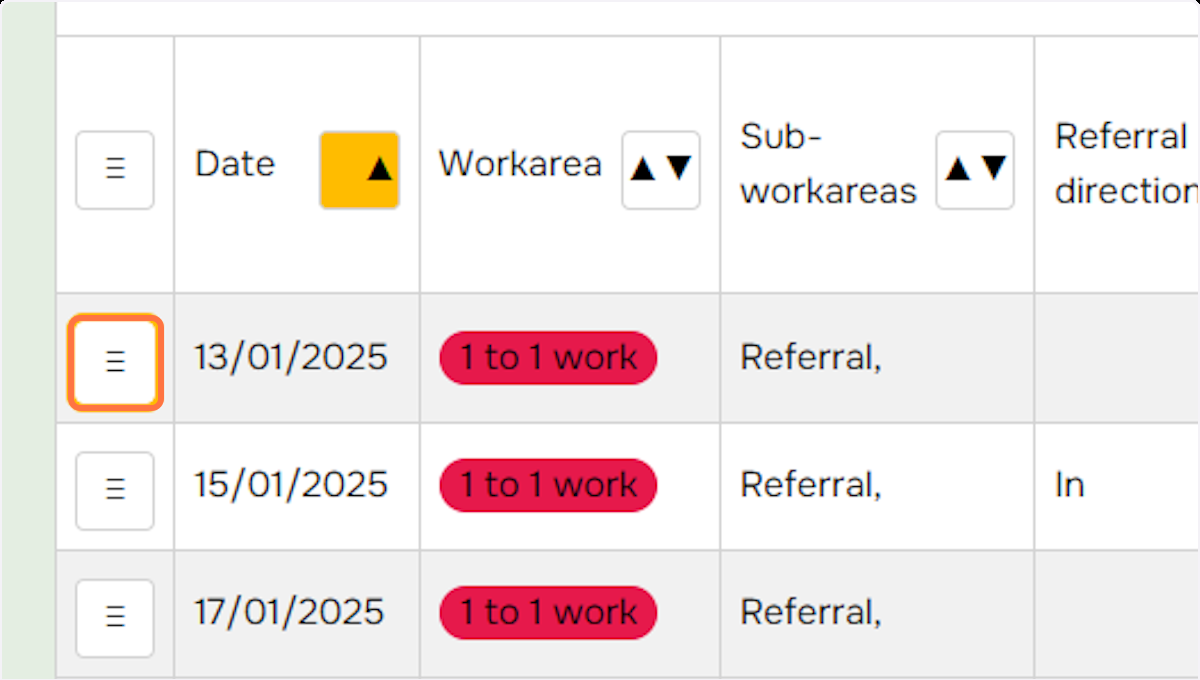 Date ▲ Workarea ▲▼ Sub-workareas ▲▼ Referral direction
13/01/2025 1 to 1 work Referral,
15/01/2025 1 to 1 work Referral, In
17/01/2025 1 to 1 work Referral,